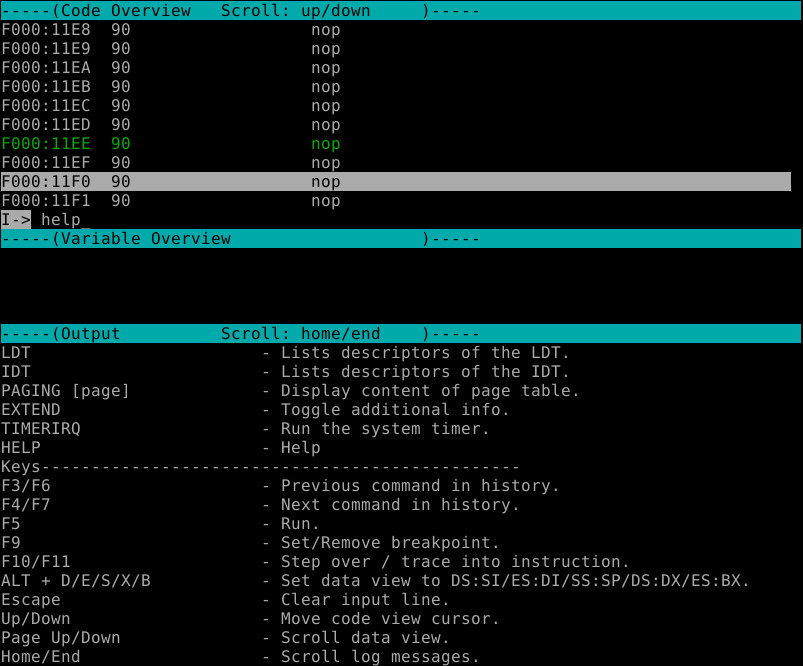 -----(Code Overview   Scroll: up/down     )-----
F000:11E8  90                  nop
F000:11E9  90                  nop
F000:11EA  90                  nop
F000:11EB  90                  nop
F000:11EC  90                  nop
F000:11ED  90                  nop
F000:11EE  90                  nop
F000:11EF  90                  nop
F000:11F0  90                  nop
F000:11F1  90                  nop
I-> help_
-----(Variable Overview                   )-----
-----(Output          Scroll: home/end    )-----
LDT                       - Lists descriptors of the LDT.
IDT                       - Lists descriptors of the IDT.
PAGING [page]             - Display content of page table.
EXTEND                    - Toggle additional info.
TIMERIRQ                  - Run the system timer.
HELP                      - Help
Keys------------------------------------------------
F3/F6                     - Previous command in history.
F4/F7                     - Next command in history.
F5                        - Run.
F9                        - Set/Remove breakpoint.
F10/F11                   - Step over / trace into instruction.
ALT + D/E/S/X/B           - Set data view to DS:SI/ES:DI/SS:SP/DS:DX/ES:BX.
Escape                    - Clear input line.
Up/Down                   - Move code view cursor.
Page Up/Down              - Scroll data view.
Home/End                  - Scroll log messages.